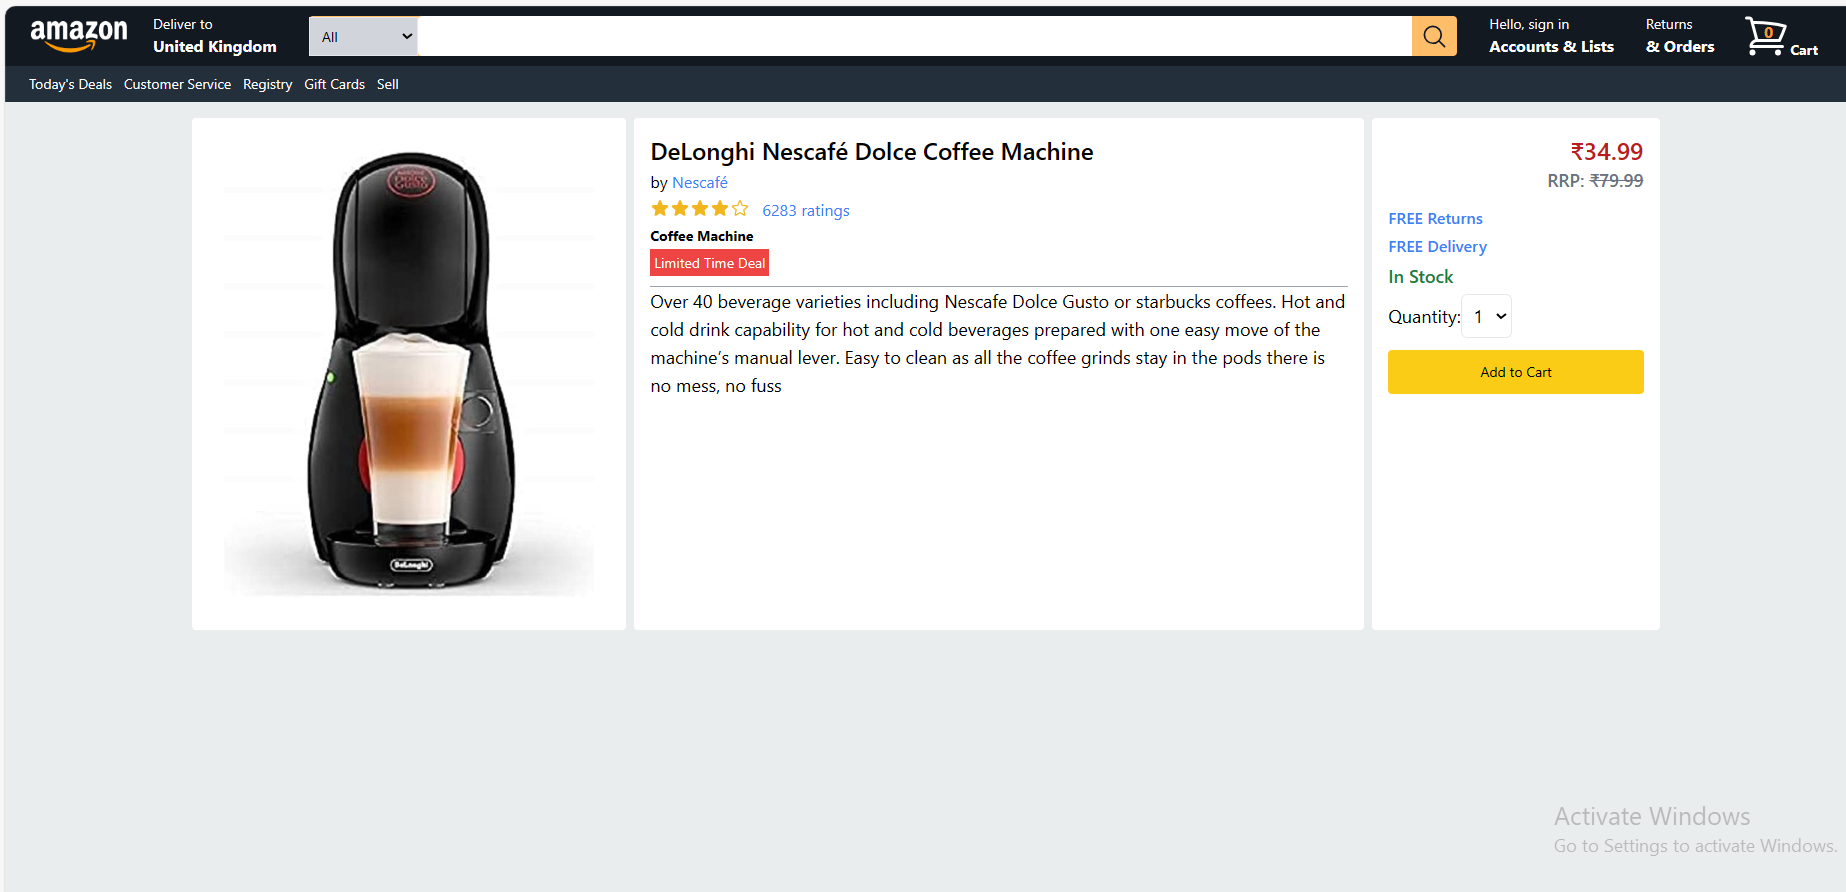 amazon
Deliver to
United Kingdom
All
Hello, sign in
Accounts & Lists
Returns
& Orders
0
Cart
Today's Deals Customer Service Registry Gift Cards Sell
NESCAFÉ
Dolce
Gusto
DeLonghi
DeLonghi Nescafé Dolce Coffee Machine
by Nescafé
6283 ratings
Coffee Machine
Limited Time Deal
Over 40 beverage varieties including Nescafe Dolce Gusto or starbucks coffees. Hot and
cold drink capability for hot and cold beverages prepared with one easy move of the
machine’s manual lever. Easy to clean as all the coffee grinds stay in the pods there is
no mess, no fuss
₹34.99
RRP: ₹79.99
FREE Returns
FREE Delivery
In Stock
Quantity: 1
Add to Cart
Activate Windows
Go to Settings to activate Windows.